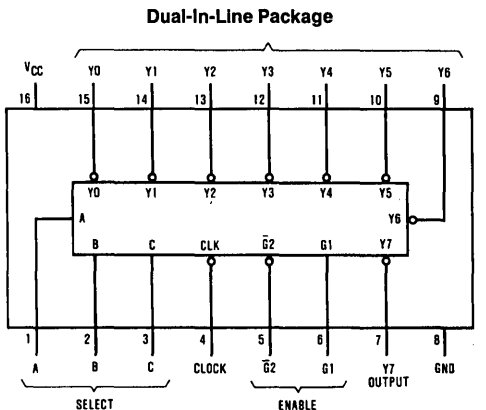 Dual-In-Line Package
VCC Y0 Y1 Y2 Y3 Y4 Y5 Y6
16 15 14 13 12 11 10 9
Y0 Y1 Y2 Y3 Y4 Y5
A Y6
B C CLK G̅2 G1 Y7
1 2 3 4 5 6 7 8
A B C CLOCK G̅2 G1 Y7 GND
OUTPUT
SELECT ENABLE